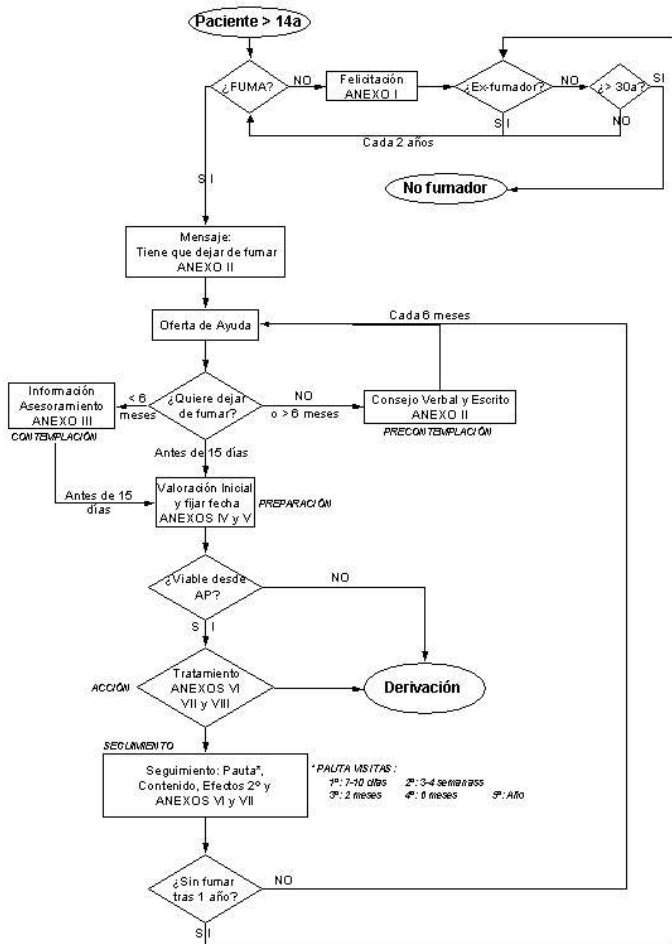 Paciente > 14a
¿FUMA?
NO
Felicitación
ANEXO I
¿Ex-fumador?
NO
¿> 30a?
SI
SI
NO
Cada 2 años
No fumador
SI
Mensaje:
Tiene que dejar de fumar
ANEXO II
Cada 6 meses
Oferta de Ayuda
Información
Asesoramiento
ANEXO III
CONTEMPLACIÓN
< 6
meses
¿Quiere dejar
de fumar?
NO
o > 6 meses
Consejo Verbal y Escrito
ANEXO II
PRECONTEMPLACIÓN
Antes de 15 días
Antes de 15
días
Valoración Inicial
y fijar fecha
ANEXOS IV y V
PREPARACIÓN
¿Viable desde
AP?
NO
SI
ACCIÓN
Tratamiento
ANEXOS VI
VII y VIII
Derivación
SEGUIMIENTO
Seguimiento: Pauta*,
Contenido, Efectos 2º y
ANEXOS VI y VII
* PAUTA VISITAS :
1ª: 7-10 días 2ª: 3-4 semanass
3ª: 2 meses 4ª: 6 meses 5ª: Año
¿Sin fumar
tras 1 año?
NO
SI